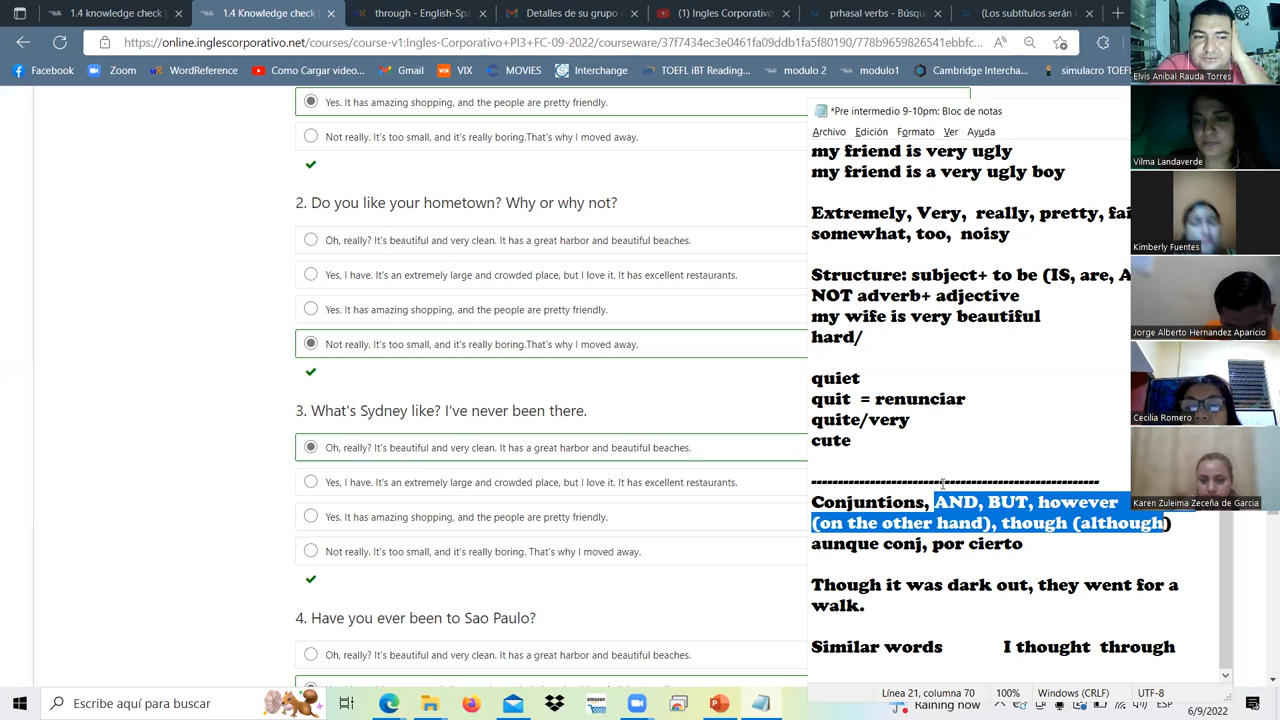 1.4 knowledge check
1.4 Knowledge Check
through - English-Spa
Detalles de su grupo
(1) Ingles Corporativo
prhasal verbs - Búsqu
(Los subtítulos serán
https://online.inglescorporativo.net/courses/course-v1:Ingles-Corporativo+PI3+FC-09-2022/courseware/37f7434ec3e0461fa09ddb1fa5f80190/778b9659826541ebbfc...
Facebook
Zoom
WordReference
Como Cargar video...
Gmail
VIX
Interchange
TOEFL iBT Reading...
modulo 2
modulo1
Cambridge Interchan...
simulacro TOEFL
Yes. It has amazing shopping, and the people are pretty friendly.
Not really. It's too small, and it's really boring.That's why I moved away.
2. Do you like your hometown? Why or why not?
Oh, really? It's beautiful and very clean. It has a great harbor and beautiful beaches.
Yes, I have. It's an extremely large and crowded place, but I love it. It has excellent restaurants.
Yes. It has amazing shopping, and the people are pretty friendly.
Not really. It's too small, and it's really boring.That's why I moved away.
3. What's Sydney like? I've never been there.
Oh, really? It's beautiful and very clean. It has a great harbor and beautiful beaches.
Yes, I have. It's an extremely large and crowded place, but I love it. It has excellent restaurants.
Yes. It has amazing shopping, and the people are pretty friendly.
Not really. It's too small, and it's really boring. That's why I moved away.
4. Have you ever been to Sao Paulo?
Oh, really? It's beautiful and very clean. It has a great harbor and beautiful beaches.
*Pre intermedio 9-10pm: Bloc de notas
Archivo Edición Formato Ver Ayuda
my friend is very ugly
my friend is a very ugly boy
Extremely, Very, really, pretty, fai
somewhat, too, noisy
Structure: subject+ to be (IS, are, A
NOT adverb+ adjective
my wife is very beautiful
hard/
quiet
quit = renunciar
quite/very
cute
---------------------------------------------------------
Conjuntions, AND, BUT, however
(on the other hand), though (although)
aunque conj, por cierto
Though it was dark out, they went for a
walk.
Similar words I thought through
Línea 21, columna 70
100%
Windows (CRLF)
UTF-8
Elvis Anibal Rauda Torres
Vilma Landaverde
Kimberly Fuentes
Jorge Alberto Hernandez Aparicio
Cecilia Romero
Karen Zuleima Zeceña de Garcia
Escribe aquí para buscar
Raining now
ESP
6/9/2022